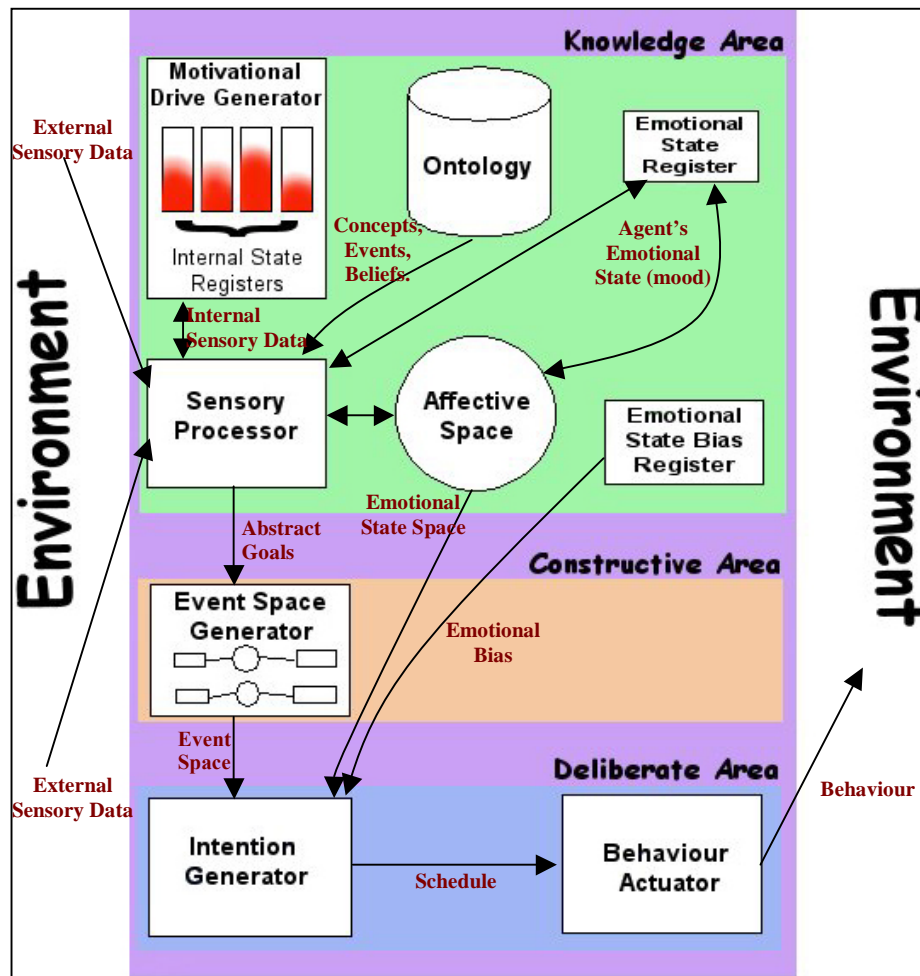 Knowledge Area
Motivational
Drive Generator
Internal State
Registers
Ontology
Emotional
State
Register
External
Sensory Data
Concepts,
Events,
Beliefs.
Agent's
Emotional
State (mood)
Environment
Internal
Sensory Data
Sensory
Processor
Affective
Space
Emotional
State Bias
Register
Environment
Abstract
Goals
Emotional
State Space
Constructive Area
Event Space
Generator
Emotional
Bias
Event
Space
External
Sensory Data
Deliberate Area
Intention
Generator
Schedule
Behaviour
Actuator
Behaviour